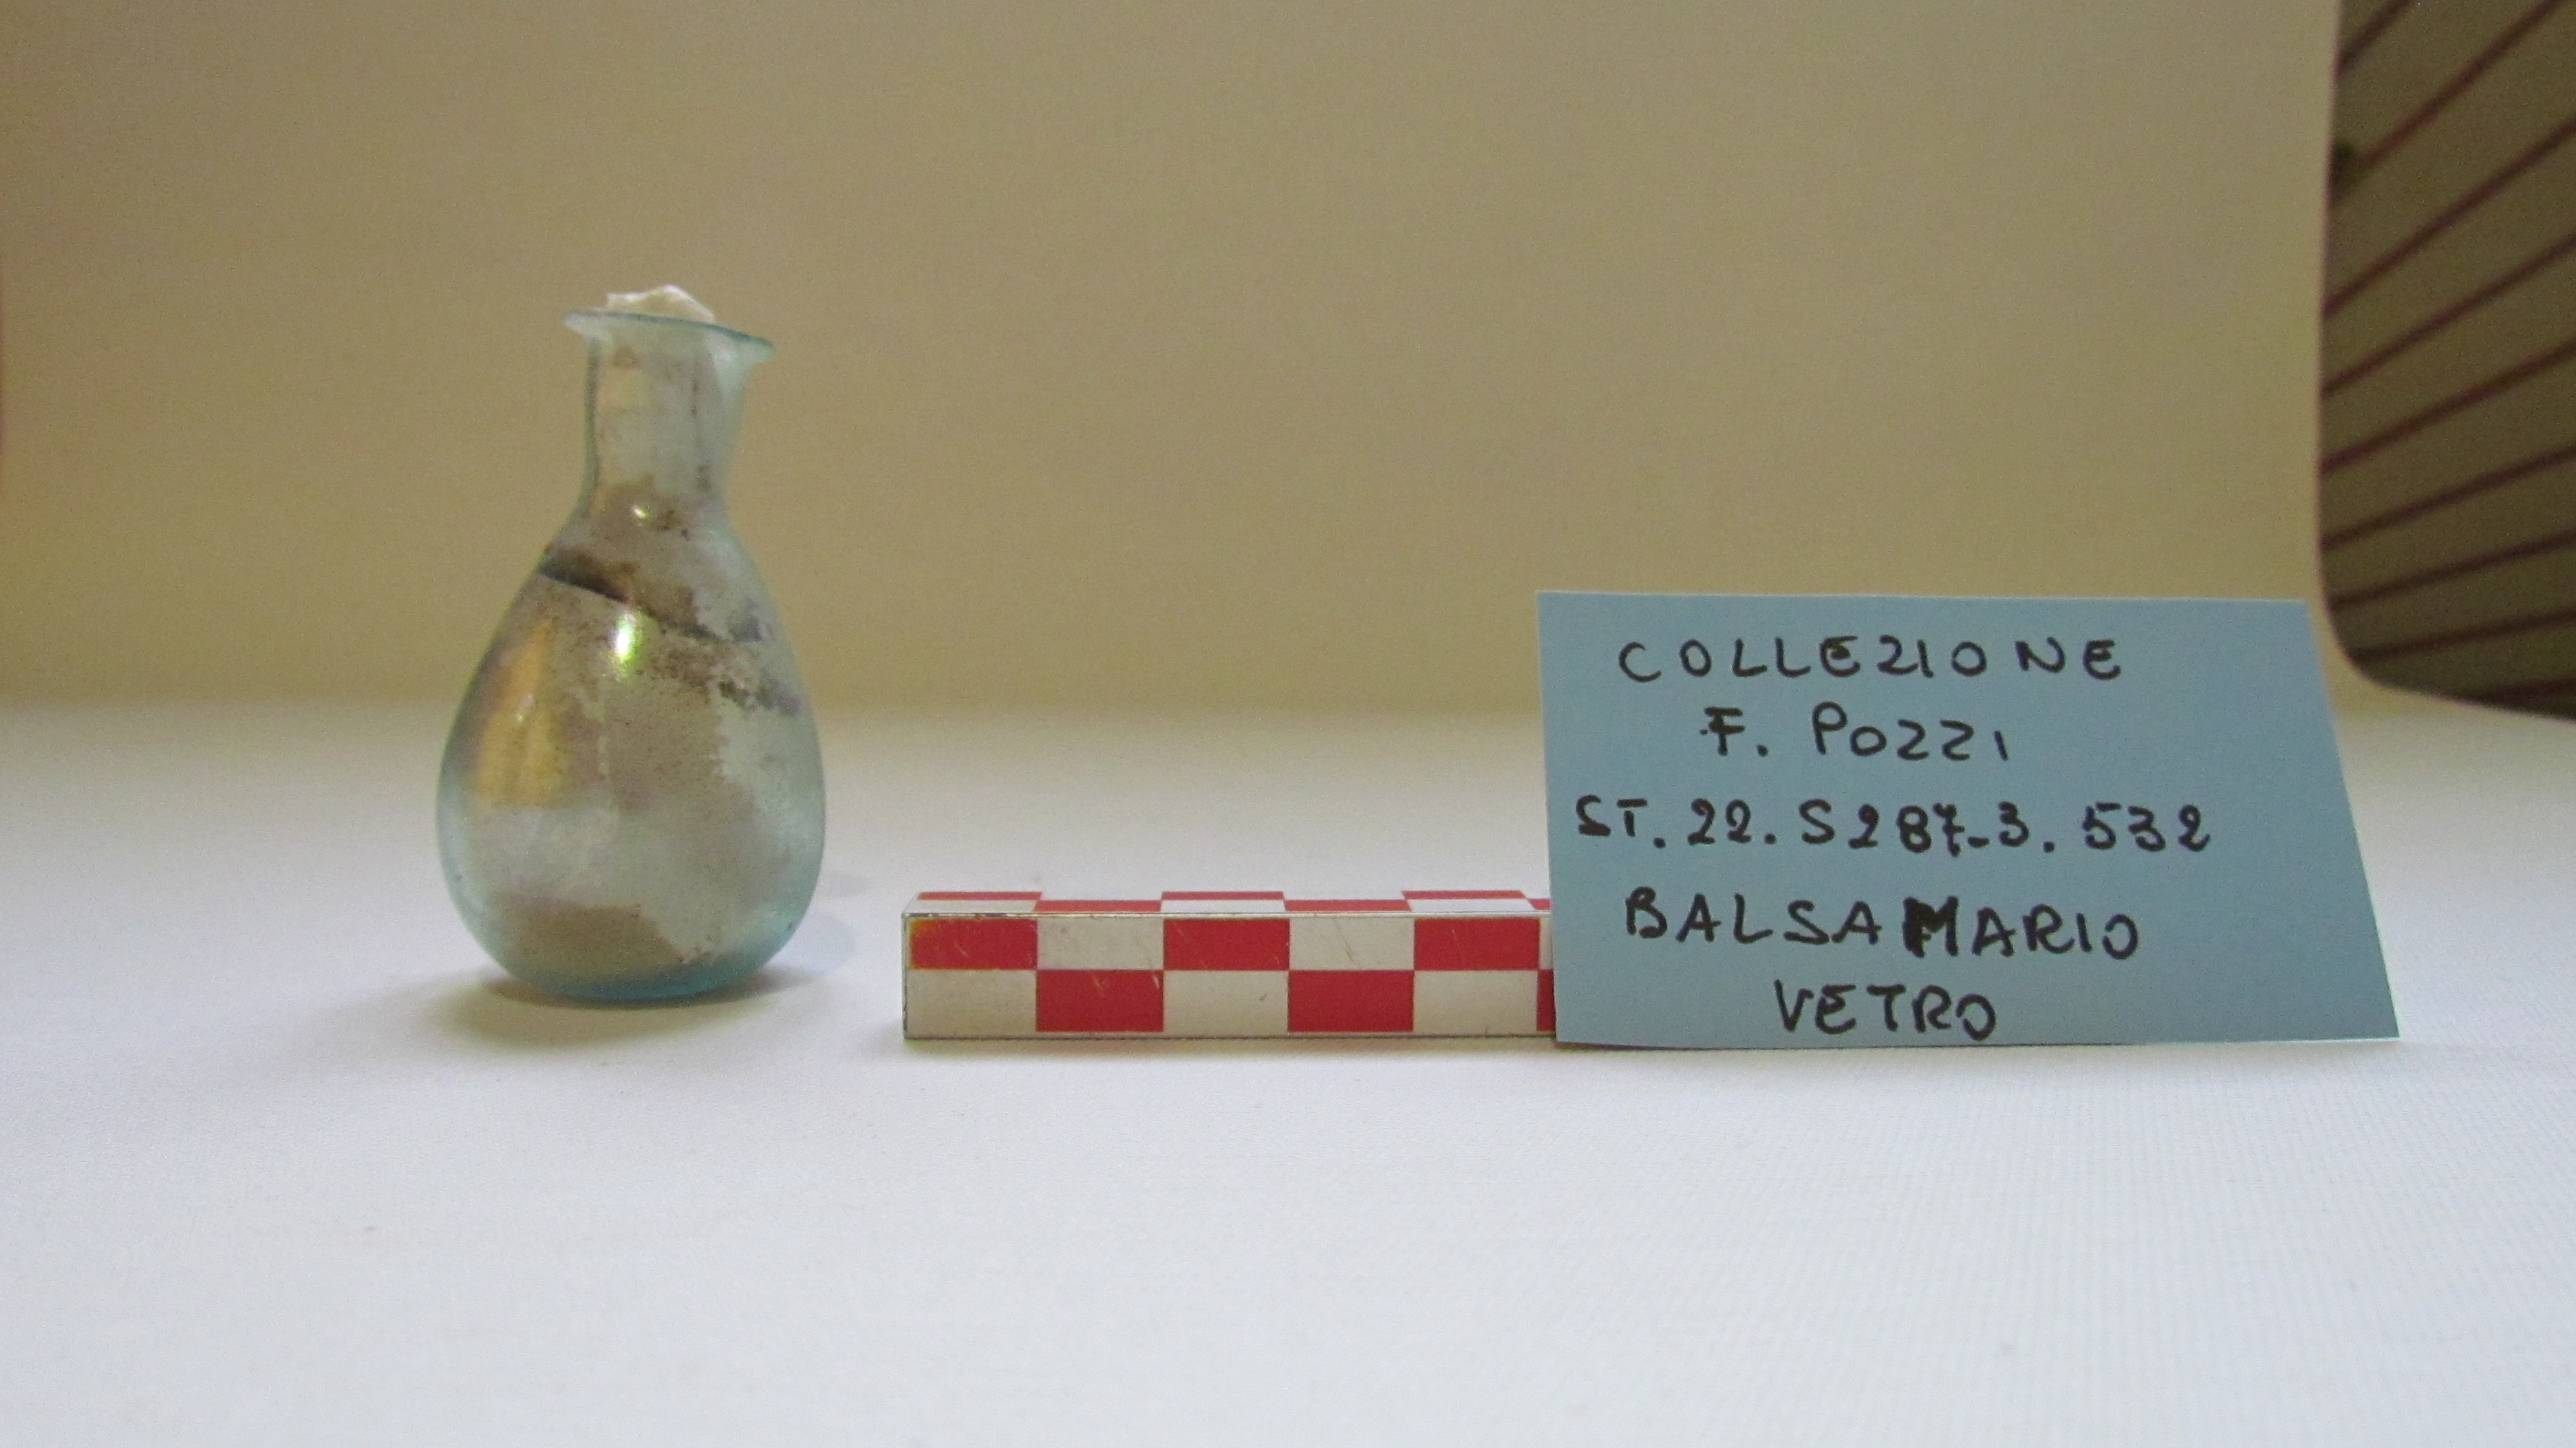 COLLEZIONE
F. POZZI
ST. 22. S287-3. 532
BALSAMARIO
VETRO